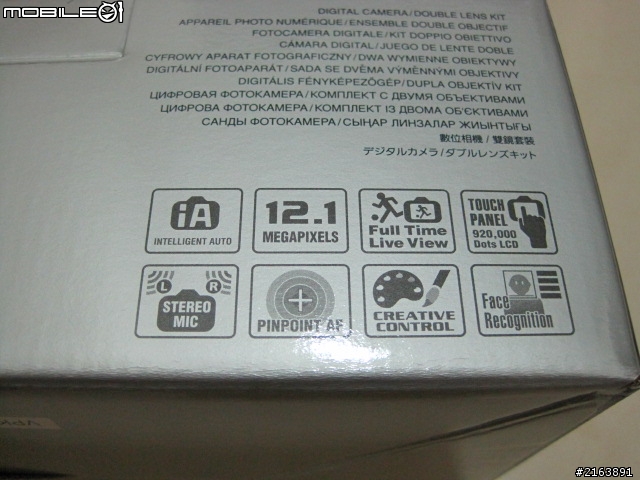 MOBILE01
DIGITAL CAMERA/DOUBLE LENS KIT
APPAREIL PHOTO NUMÉRIQUE/ENSEMBLE DOUBLE OBJECTIF
FOTOCAMERA DIGITALE/KIT DOPPIO OBIETTIVO
CÁMARA DIGITAL/JUEGO DE LENTE DOBLE
CYFROWY APARAT FOTOGRAFICZNY/DWA WYMIENNE OBIEKTYWY
DIGITÁLNÍ FOTOAPARÁT/SADA SE DVĚMA VÝMĚNNÝMI OBJEKTIVY
DIGITÁLIS FÉNYKÉPEZŐGÉP/DUPLA OBJEKTÍV KIT
ЦИФРОВАЯ ФОТОКАМЕРА/КОМПЛЕКТ С ДВУМЯ ОБЪЕКТИВАМИ
ЦИФРОВА ФОТОКАМЕРА/КОМПЛЕКТ ІЗ ДВОМА ОБ'ЄКТИВАМИ
САНДЫ ФОТОКАМЕРА/СЫҢАР ЛИНЗАЛАР ЖИЫНТЫҒЫ
數位相機 / 雙鏡套裝
デジタルカメラ/ダブルレンズキット
iA
INTELLIGENT AUTO
12.1
MEGAPIXELS
Full Time
Live View
TOUCH
PANEL
920,000
Dots LCD
L R
STEREO
MIC
PINPOINT AF
CREATIVE
CONTROL
Face
Recognition
#2163891